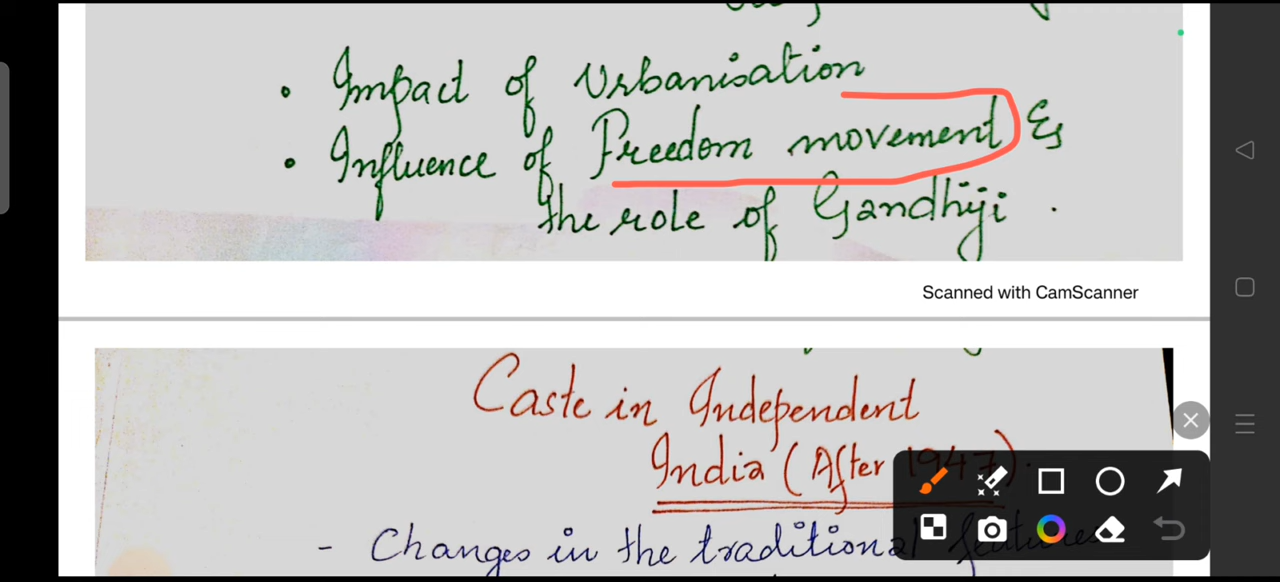 • Impact of Urbanisation
• Influence of Freedom movement &
the role of Gandhiji .
Scanned with CamScanner
Caste in Independent
India (After 1947).
- Changes in the traditional features